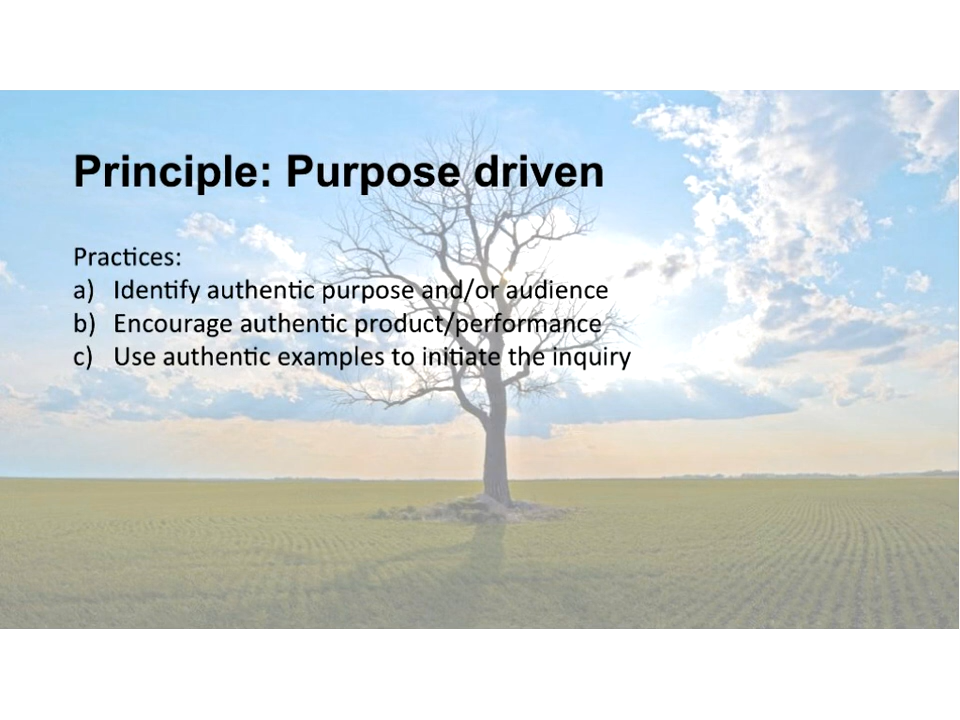 Principle: Purpose driven
Practices:
a) Identify authentic purpose and/or audience
b) Encourage authentic product/performance
c) Use authentic examples to initiate the inquiry